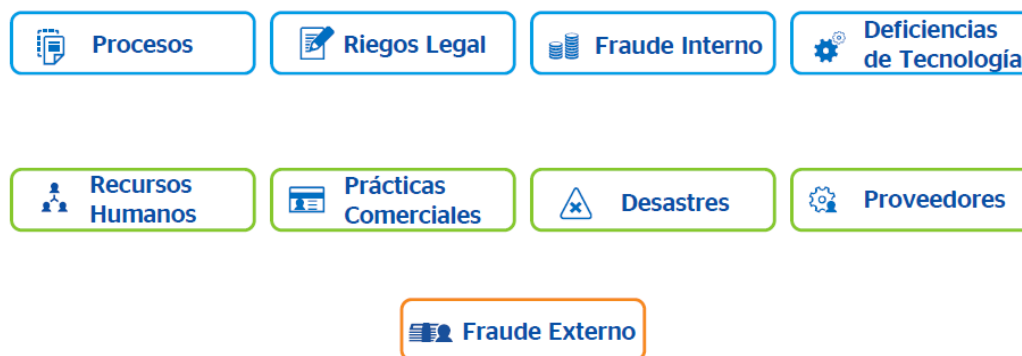 Procesos
Riegos Legal
Fraude Interno
Deficiencias
de Tecnología
Recursos
Humanos
Prácticas
Comerciales
Desastres
Proveedores
Fraude Externo